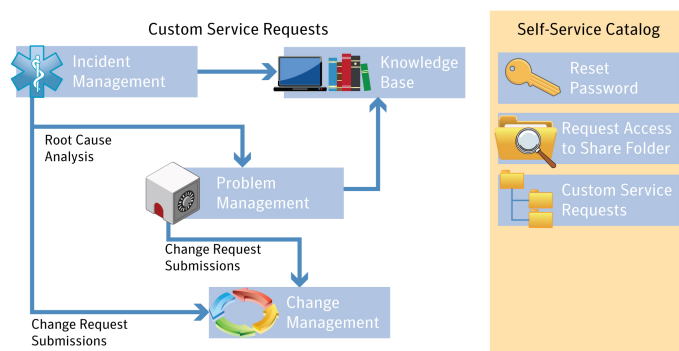 Custom Service Requests
Incident
Management
Knowledge
Base
Root Cause
Analysis
Problem
Management
Change Request
Submissions
Change
Management
Change Request
Submissions
Self-Service Catalog
Reset
Password
Request Access
to Share Folder
Custom Service
Requests